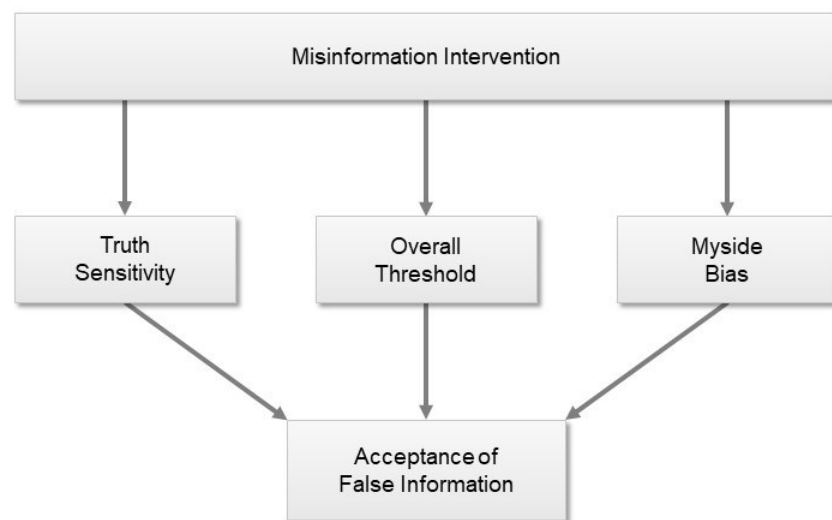 Misinformation Intervention
Truth
Sensitivity
Overall
Threshold
Myside
Bias
Acceptance of
False Information